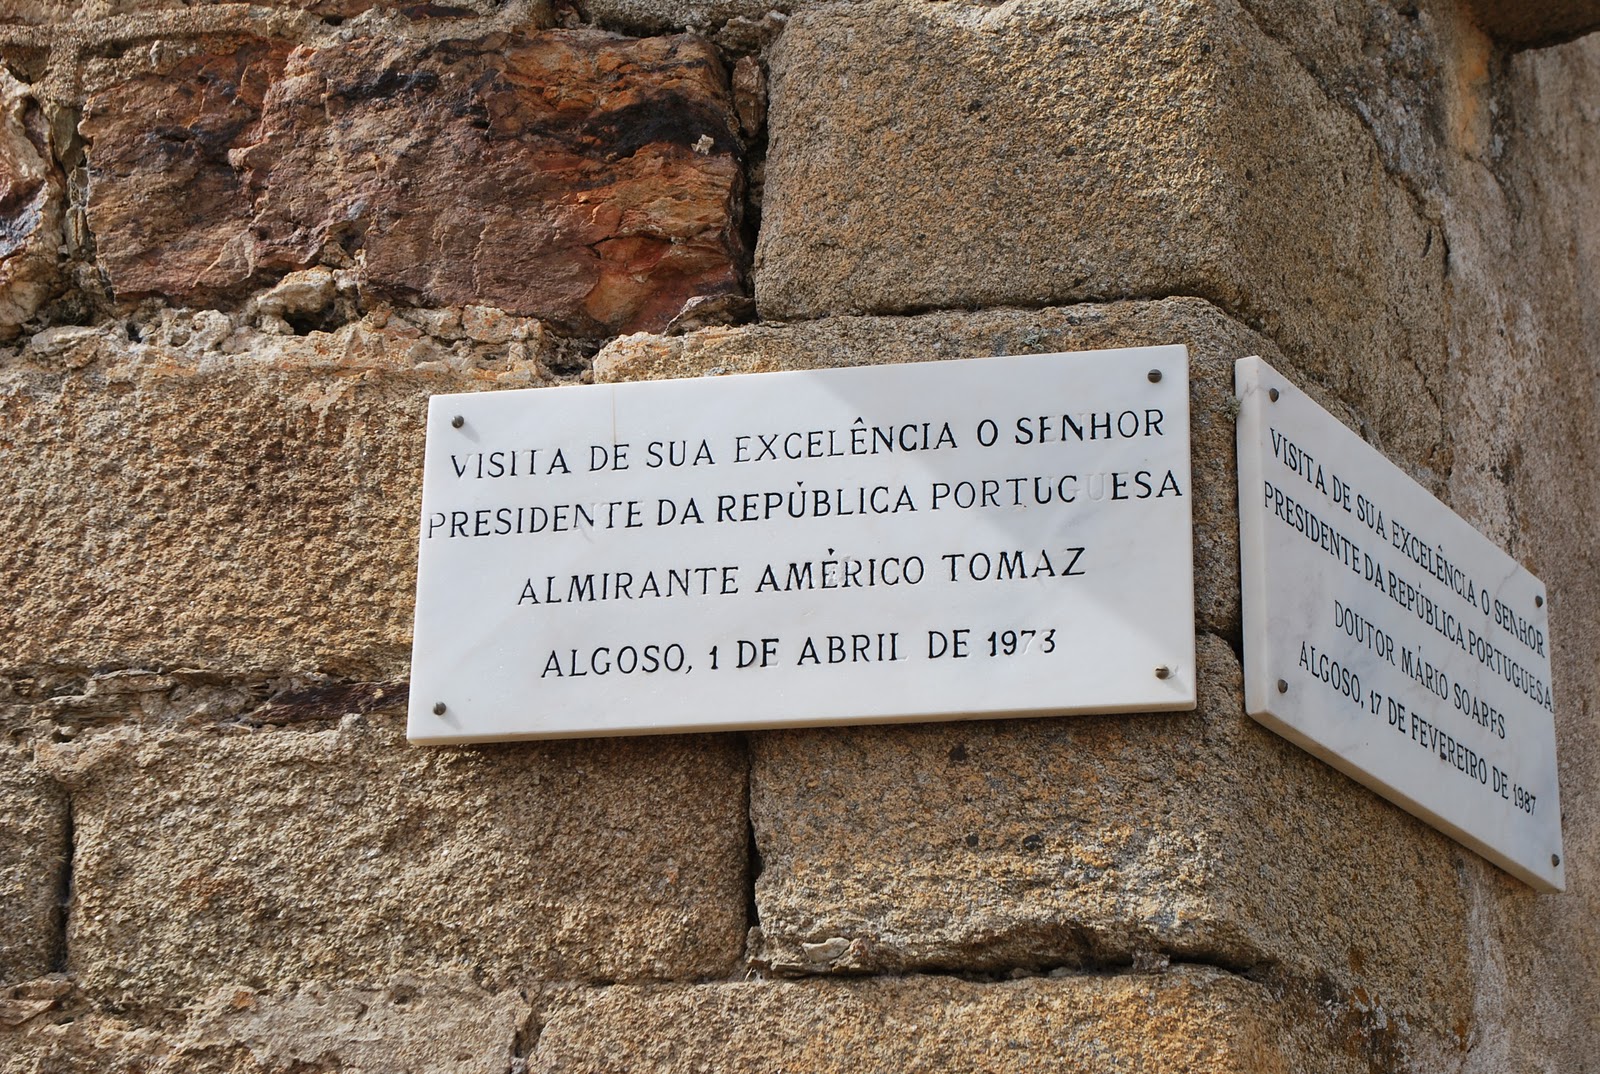 VISITA DE SUA EXCELÊNCIA O SENHOR
PRESIDENTE DA REPÚBLICA PORTUGUESA
ALMIRANTE AMÉRICO TOMAZ
ALGOSO, 1 DE ABRIL DE 1973
VISITA DE SUA EXCELÊNCIA O SENHOR
PRESIDENTE DA REPÚBLICA PORTUGUESA
DOUTOR MÁRIO SOARES
ALGOSO, 17 DE FEVEREIRO DE 1987